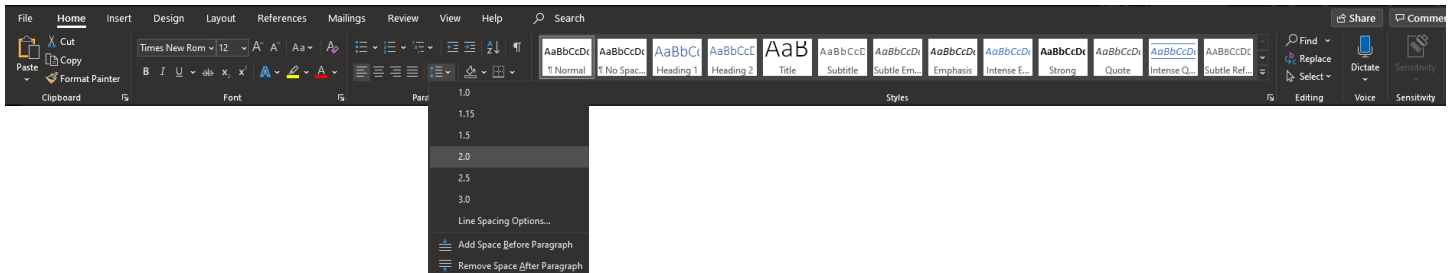 File Home Insert Design Layout References Mailings Review View Help Search Share Comme
Cut
Copy
Format Painter
Paste
Clipboard
Times New Rom 12 A A Aa A
B I U ab x x A A
Font
Para
AaBbCcDc AaBbCcDc AaBbC AaBbCcC AaB AaBbCcD AaBbCcDc AaBbCcDc AaBbCcDc AaBbCcDc AaBbCcDc AaBbCcDc AABBCCDC
¶ Normal ¶ No Spac... Heading 1 Heading 2 Title Subtitle Subtle Em... Emphasis Intense E... Strong Quote Intense Q... Subtle Ref...
Styles
Find
Replace
Select
Editing
Dictate
Voice
Sensitivity
Sensitivity
1.0
1.15
1.5
2.0
2.5
3.0
Line Spacing Options...
Add Space Before Paragraph
Remove Space After Paragraph